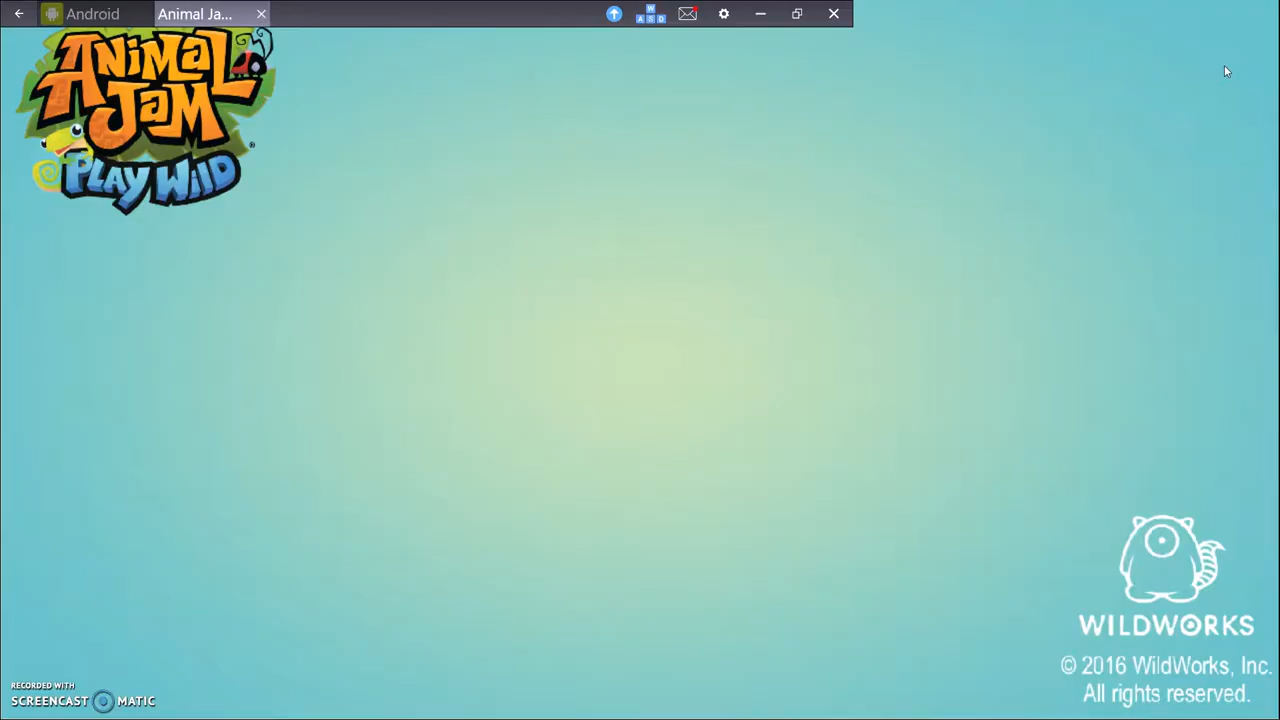 Android
Animal Ja...
W
A S D
ANIMAL
JAM
PLAY WILD
WILDWORKS
© 2016 WildWorks, Inc.
All rights reserved.
RECORDED WITH
SCREENCAST MATIC